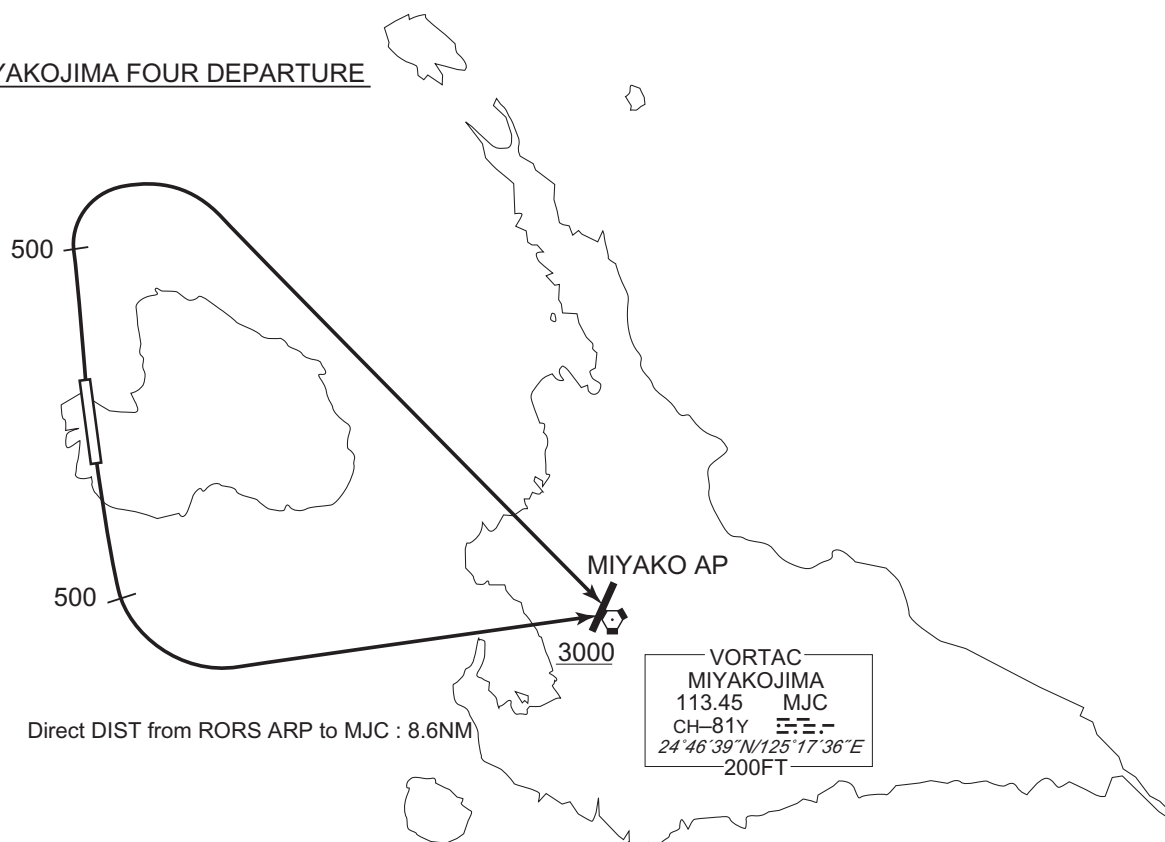 YAKOJIMA FOUR DEPARTURE
500
500
MIYAKO AP
3000
VORTAC
MIYAKOJIMA
113.45 MJC
CH–81Y
24°46′39″N/125°17′36″E
200FT
Direct DIST from RORS ARP to MJC : 8.6NM